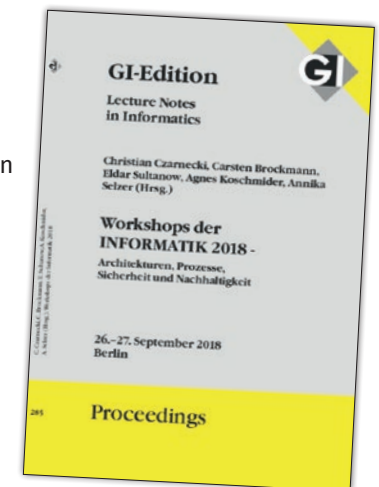 n
GI-Edition
GI
Lecture Notes
in Informatics
Christian Czarnecki, Carsten Brockmann,
Eldar Sultanow, Agnes Koschmider, Annika
Selzer (Hrsg.)
Workshops der
INFORMATIK 2018 -
Architekturen, Prozesse,
Sicherheit und Nachhaltigkeit
26.–27. September 2018
Berlin
Proceedings